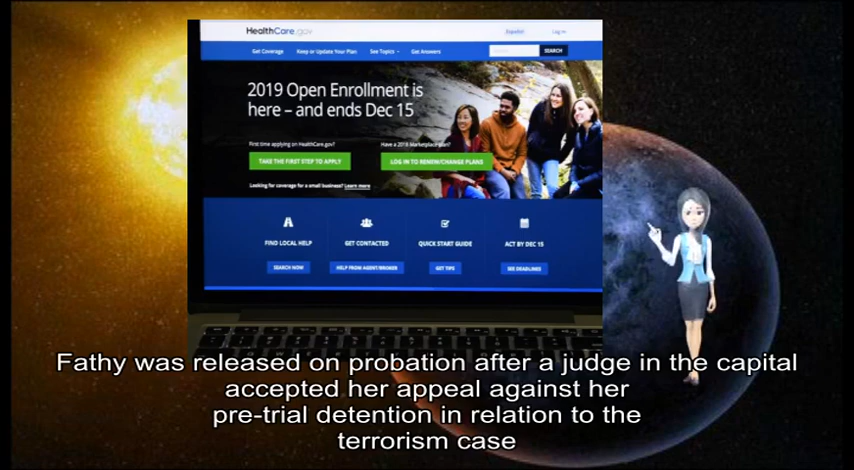 HealthCare.gov
Español Log in
Get Coverage Keep or Update Your Plan See Topics Get Answers
SEARCH
2019 Open Enrollment is
here – and ends Dec 15
First time applying on HealthCare.gov? Have a 2018 Marketplace plan?
TAKE THE FIRST STEP TO APPLY LOG IN TO RENEW/CHANGE PLANS
Looking for coverage for a small business? Learn more
FIND LOCAL HELP GET CONTACTED QUICK START GUIDE ACT BY DEC 15
SEARCH NOW HELP FROM AGENT/BROKER GET TIPS SEE DEADLINES
Fathy was released on probation after a judge in the capital
accepted her appeal against her
pre-trial detention in relation to the
terrorism case